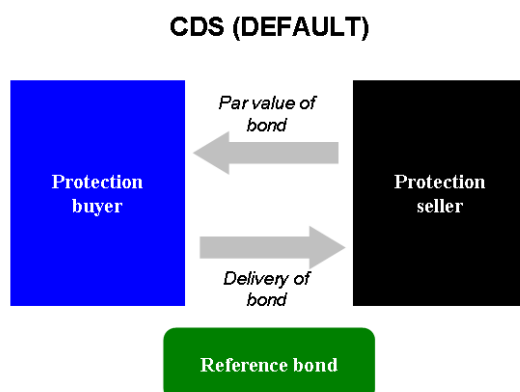 CDS (DEFAULT)
Par value of
bond
Protection
buyer
Protection
seller
Delivery of
bond
Reference bond